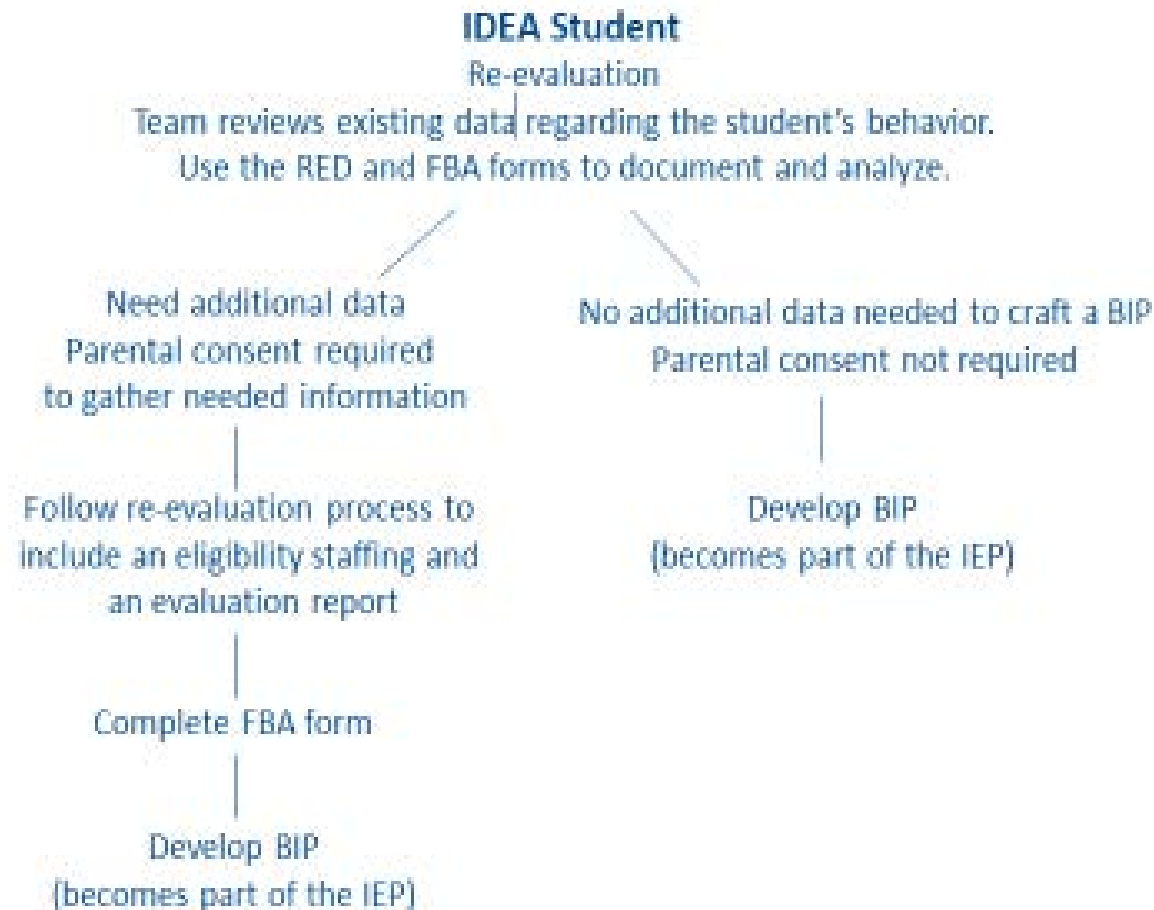 IDEA Student
Re-evaluation
Team reviews existing data regarding the student's behavior.
Use the RED and FBA forms to document and analyze.
Need additional data
Parental consent required
to gather needed information
No additional data needed to craft a BIP
Parental consent not required
Follow re-evaluation process to
include an eligibility staffing and
an evaluation report
Develop BIP
(becomes part of the IEP)
Complete FBA form
Develop BIP
(becomes part of the IEP)